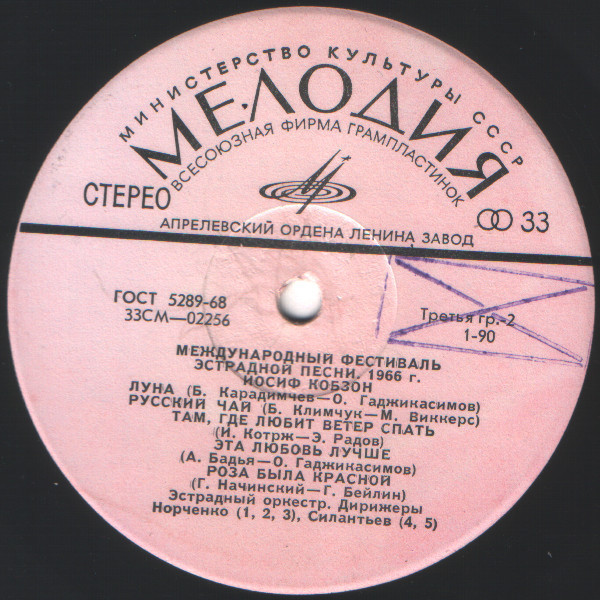 МИНИСТЕРСТВО КУЛЬТУРЫ СССР
МЕЛОДИЯ
ВСЕСОЮЗНАЯ ФИРМА ГРАМПЛАСТИНОК
СТЕРЕО
33
АПРЕЛЕВСКИЙ ОРДЕНА ЛЕНИНА ЗАВОД
ГОСТ 5289-68
33СМ—02256
Третья гр.-2
1-90
МЕЖДУНАРОДНЫЙ ФЕСТИВАЛЬ
ЭСТРАДНОЙ ПЕСНИ. 1966 г.
ИОСИФ КОБЗОН
ЛУНА (Б. Карадимчев—О. Гаджикасимов)
РУССКИЙ ЧАЙ (Б. Климчук—М. Виккерс)
ТАМ, ГДЕ ЛЮБИТ ВЕТЕР СПАТЬ
(И. Котрж—Э. Радов)
ЭТА ЛЮБОВЬ ЛУЧШЕ
(А. Бадья—О. Гаджикасимов)
РОЗА БЫЛА КРАСНОЙ
(Г. Начинский—Г. Бейлин)
Эстрадный оркестр. Дирижеры
Норченко (1, 2, 3), Силантьев (4, 5)